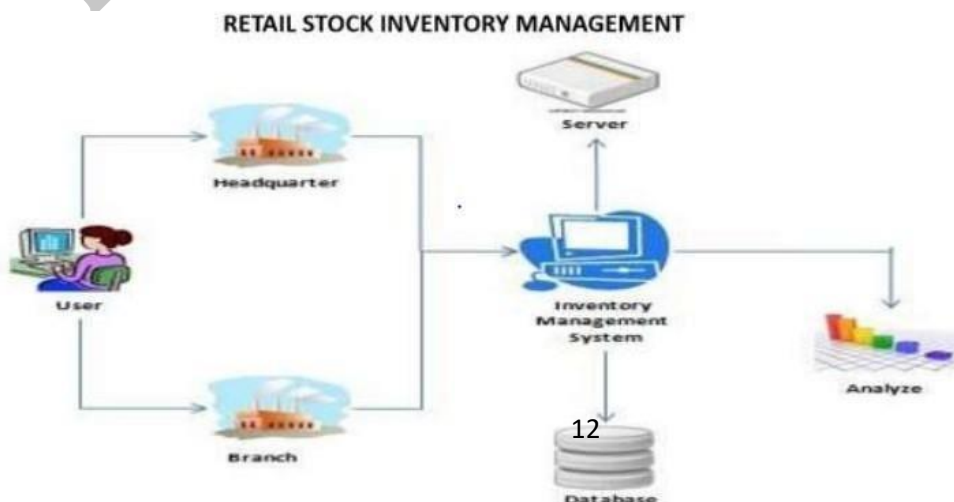 RETAIL STOCK INVENTORY MANAGEMENT
Server
Headquarter
User
Inventory
Management
System
Analyze
12
Branch
Database